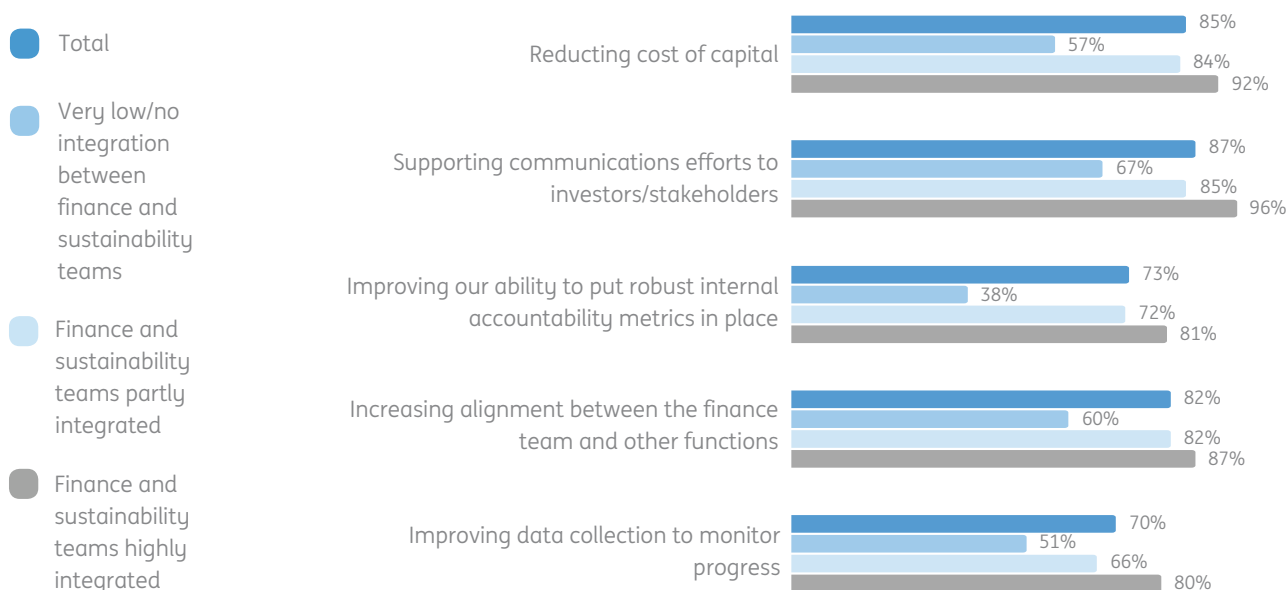 Total
Very low/no
integration
between
finance and
sustainability
teams
Finance and
sustainability
teams partly
integrated
Finance and
sustainability
teams highly
integrated
Reducting cost of capital
85%
57%
84%
92%
Supporting communications efforts to
investors/stakeholders
87%
67%
85%
96%
Improving our ability to put robust internal
accountability metrics in place
73%
38%
72%
81%
Increasing alignment between the finance
team and other functions
82%
60%
82%
87%
Improving data collection to monitor
progress
70%
51%
66%
80%